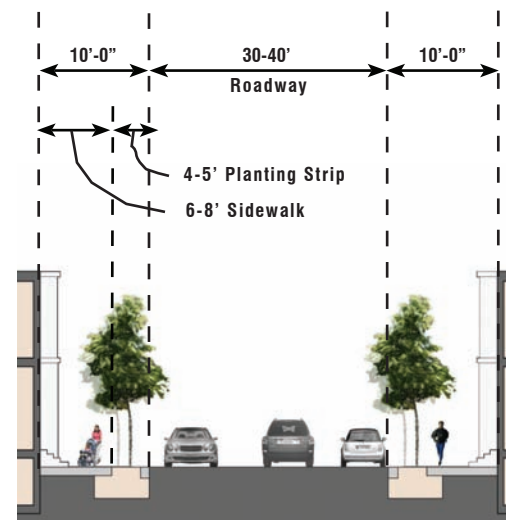 10’-0” 30-40’ 10’-0”
Roadway
4-5’ Planting Strip
6-8’ Sidewalk